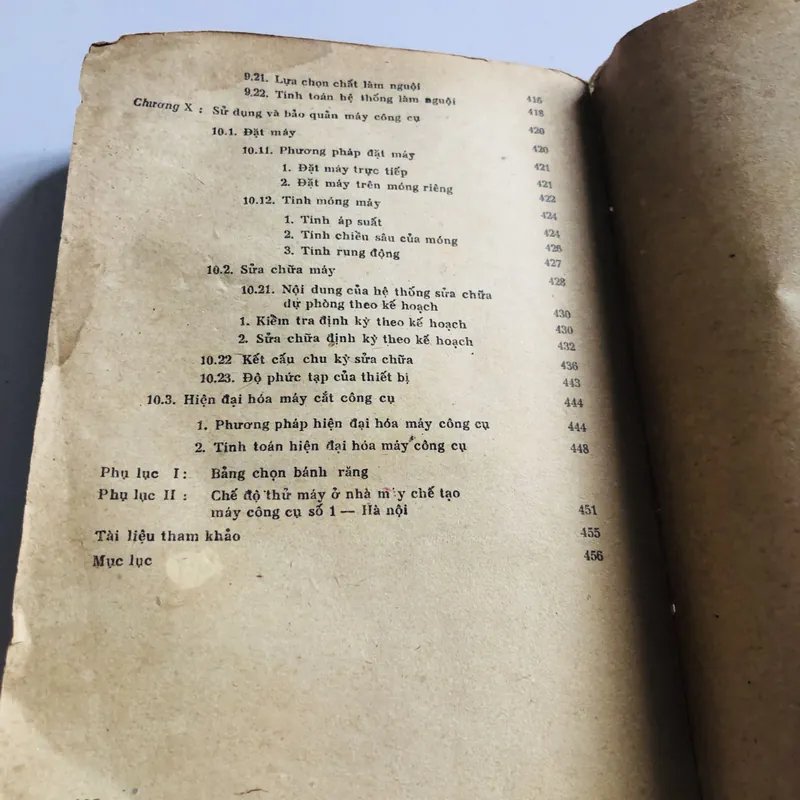 9.21. Lựa chọn chất làm nguội 416
9.22. Tính toán hệ thống làm nguội 418
Chương X : Sử dụng và bảo quản máy công cụ 420
10.1. Đặt máy 420
10.11. Phương pháp đặt máy 421
1. Đặt máy trực tiếp 421
2. Đặt máy trên móng riêng 422
10.12. Tính móng máy 424
1. Tính áp suất 424
2. Tính chiều sâu của móng 426
3. Tính rung động 427
10.2. Sửa chữa máy 428
10.21. Nội dung của hệ thống sửa chữa
dự phòng theo kế hoạch 430
1. Kiểm tra định kỳ theo kế hoạch 430
2. Sửa chữa định kỳ theo kế hoạch 432
10.22 Kết cấu chu kỳ sửa chữa 436
10.23. Độ phức tạp của thiết bị 443
10.3. Hiện đại hóa máy cắt công cụ 444
1. Phương pháp hiện đại hóa máy công cụ 444
2. Tính toán hiện đại hóa máy công cụ 448
Phụ lục I : Bảng chọn bánh răng
Phụ lục II : Chế độ thử máy ở nhà máy chế tạo
máy công cụ số 1 — Hà nội 451
Tài liệu tham khảo 455
Mục lục 456